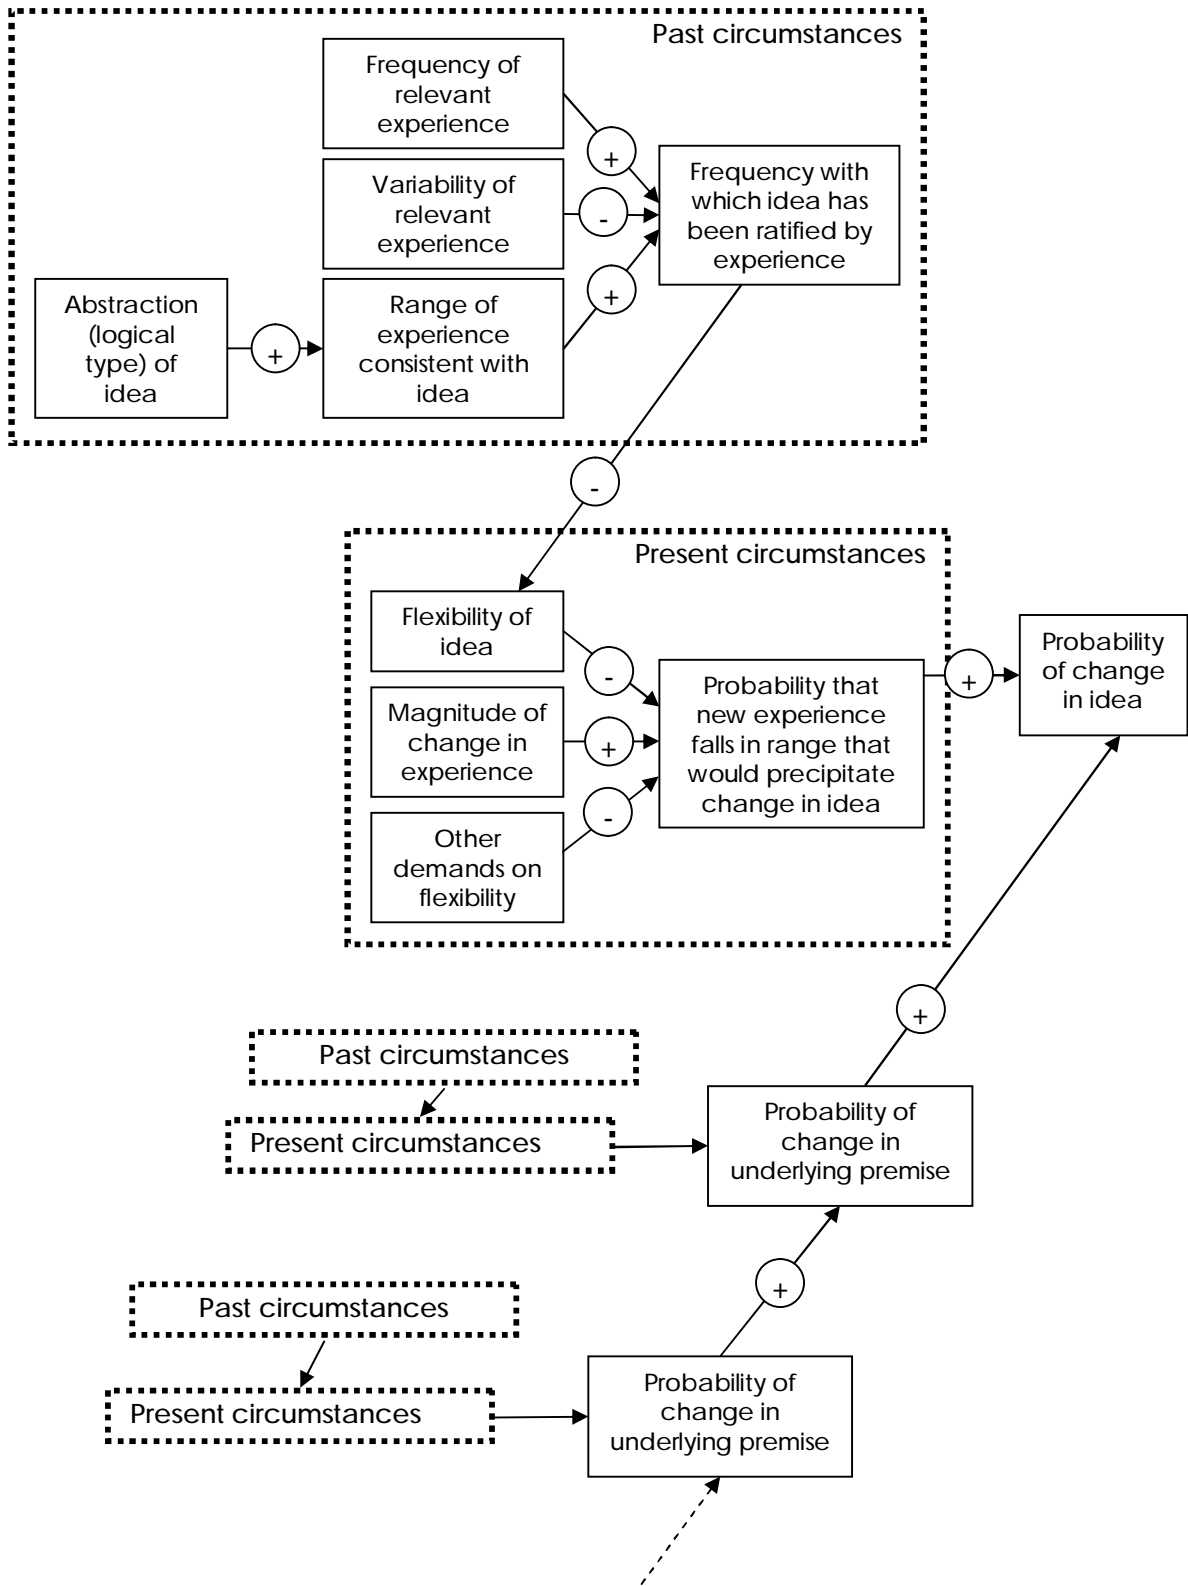 Past circumstances
Frequency of
relevant
experience
+
Variability of
relevant
experience
-
Frequency with
which idea has
been ratified by
experience
Abstraction
(logical
type) of
idea
+
Range of
experience
consistent with
idea
+
-
Present circumstances
Flexibility of
idea
-
Magnitude of
change in
experience
+
Other
demands on
flexibility
-
Probability that
new experience
falls in range that
would precipitate
change in idea
+
Probability
of change
in idea
+
Past circumstances
Present circumstances
Probability of
change in
underlying premise
+
Past circumstances
Present circumstances
Probability of
change in
underlying premise